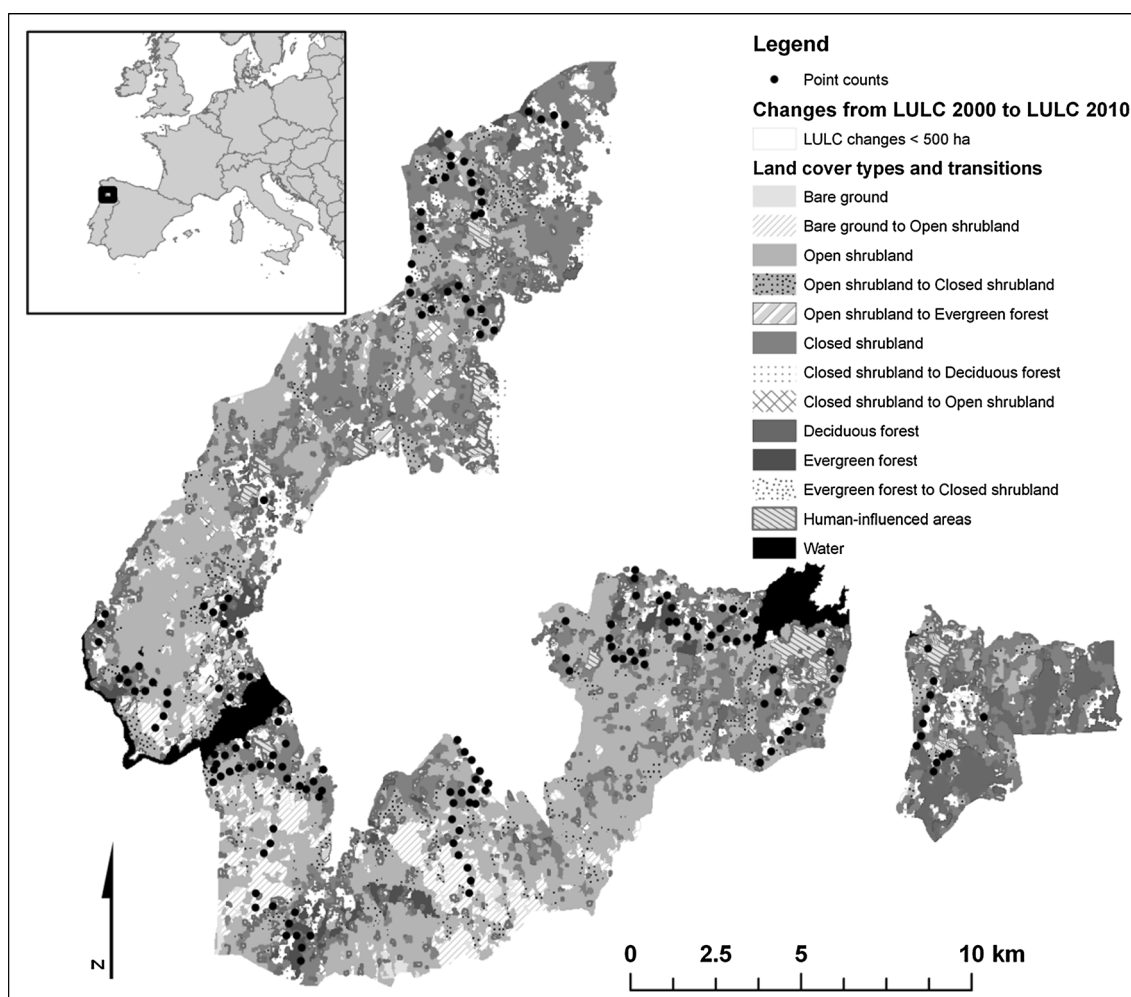 Legend
Point counts
Changes from LULC 2000 to LULC 2010
LULC changes < 500 ha
Land cover types and transitions
Bare ground
Bare ground to Open shrubland
Open shrubland
Open shrubland to Closed shrubland
Open shrubland to Evergreen forest
Closed shrubland
Closed shrubland to Deciduous forest
Closed shrubland to Open shrubland
Deciduous forest
Evergreen forest
Evergreen forest to Closed shrubland
Human-influenced areas
Water
N
0 2.5 5 10 km